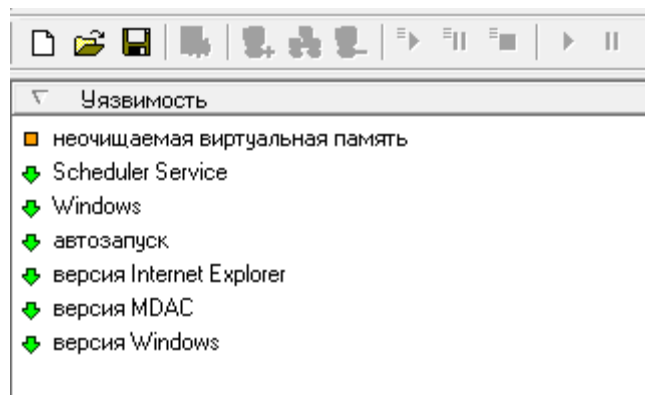 Уязвимость
неочищаемая виртуальная память
Scheduler Service
Windows
автозапуск
версия Internet Explorer
версия MDAC
версия Windows